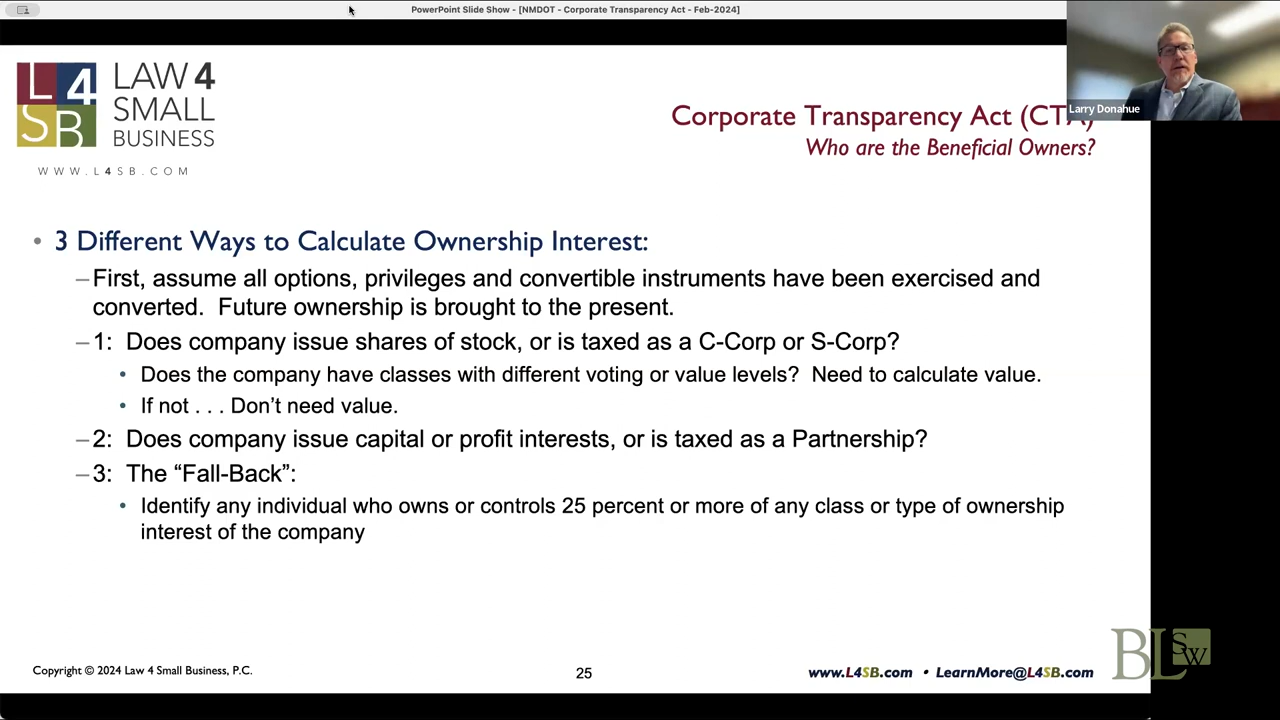 PowerPoint Slide Show - [NMDOT - Corporate Transparency Act - Feb-2024]
L4SB
LAW 4
SMALL
BUSINESS
WWW.L4SB.COM
Larry Donahue
Corporate Transparency Act (CTA)
Who are the Beneficial Owners?
• 3 Different Ways to Calculate Ownership Interest:
–First, assume all options, privileges and convertible instruments have been exercised and
converted. Future ownership is brought to the present.
–1: Does company issue shares of stock, or is taxed as a C-Corp or S-Corp?
• Does the company have classes with different voting or value levels? Need to calculate value.
• If not . . . Don’t need value.
–2: Does company issue capital or profit interests, or is taxed as a Partnership?
–3: The “Fall-Back”:
• Identify any individual who owns or controls 25 percent or more of any class or type of ownership
interest of the company
Copyright © 2024 Law 4 Small Business, P.C.
25
www.L4SB.com • LearnMore@L4SB.com
BLSW